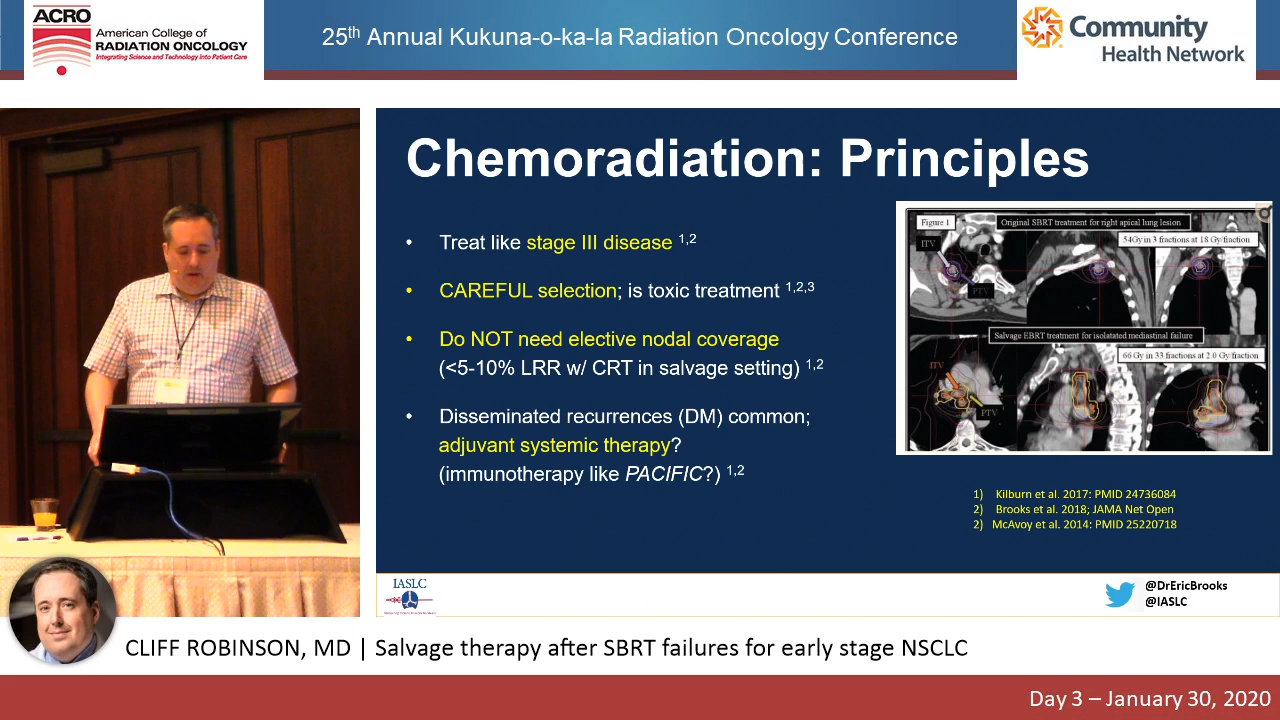 ACRO
American College of
RADIATION ONCOLOGY
Integrating Science and Technology into Patient Care
25th Annual Kukuna-o-ka-la Radiation Oncology Conference
Community
Health Network
Chemoradiation: Principles
• Treat like stage III disease 1,2
• CAREFUL selection; is toxic treatment 1,2,3
• Do NOT need elective nodal coverage
(<5-10% LRR w/ CRT in salvage setting) 1,2
• Disseminated recurrences (DM) common;
adjuvant systemic therapy?
(immunotherapy like PACIFIC?) 1,2
Figure 1
Original SBRT treatment for right apical lung lesion
54Gy in 3 fractions at 18 Gy/fraction
ITV
PTV
Salvage EBRT treatment for isolatated mediastinal failure
66 Gy in 33 fractions at 2.0 Gy/fraction
ITV
PTV
1) Kilburn et al. 2017: PMID 24736084
2) Brooks et al. 2018; JAMA Net Open
2) McAvoy et al. 2014: PMID 25220718
IASLC
@DrEricBrooks
@IASLC
CLIFF ROBINSON, MD | Salvage therapy after SBRT failures for early stage NSCLC
Day 3 – January 30, 2020